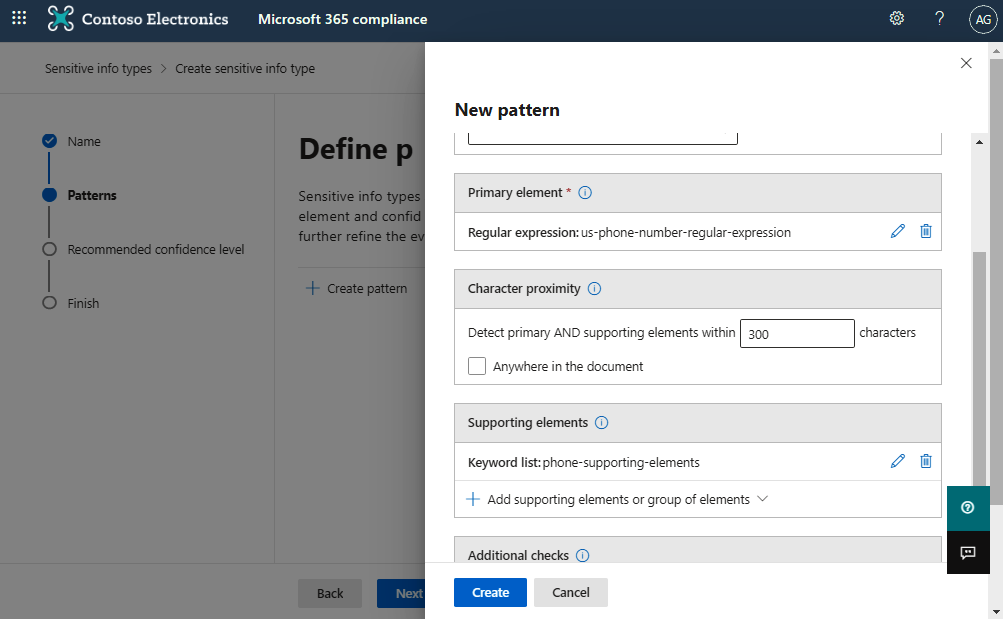 Contoso Electronics
Microsoft 365 compliance
?
AG
Sensitive info types > Create sensitive info type
Name
Patterns
Recommended confidence level
Finish
Define p
Sensitive info types
element and confid
further refine the ev
+ Create pattern
Back
Next
New pattern
Primary element *
Regular expression: us-phone-number-regular-expression
Character proximity
Detect primary AND supporting elements within 300 characters
Anywhere in the document
Supporting elements
Keyword list: phone-supporting-elements
+ Add supporting elements or group of elements
Additional checks
Create
Cancel